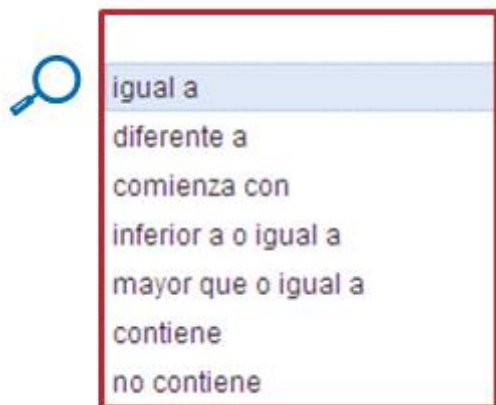 igual a
diferente a
comienza con
inferior a o igual a
mayor que o igual a
contiene
no contiene